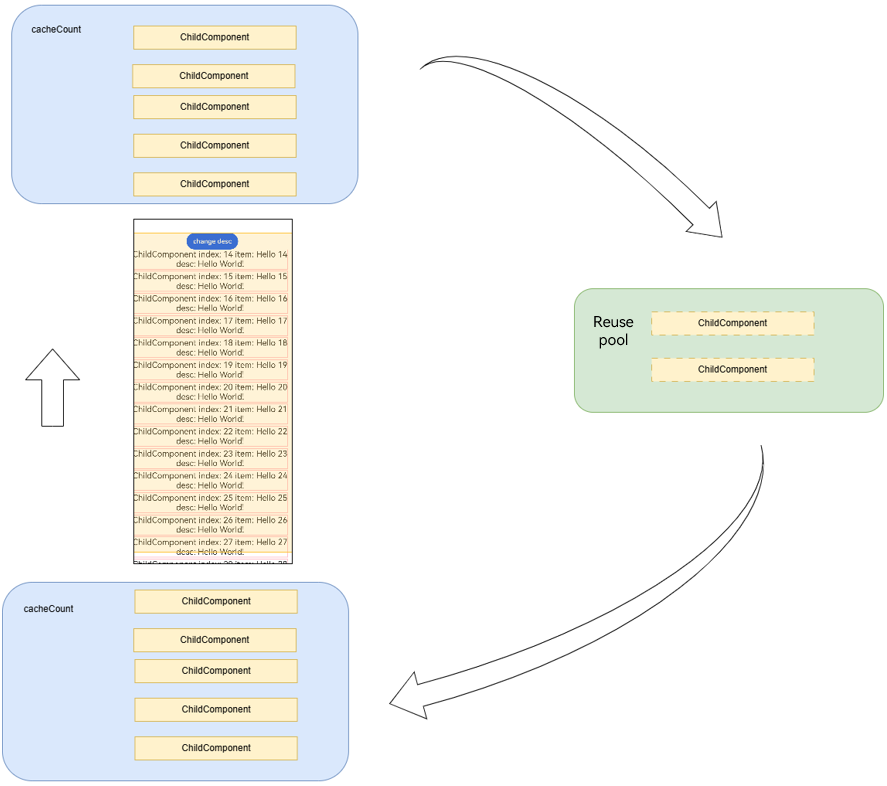 cacheCount
ChildComponent
ChildComponent
ChildComponent
ChildComponent
ChildComponent
change desc
ChildComponent index: 14 item: Hello 14
desc: Hello World!.
ChildComponent index: 15 item: Hello 15
desc: Hello World!.
ChildComponent index: 16 item: Hello 16
desc: Hello World!.
ChildComponent index: 17 item: Hello 17
desc: Hello World!.
ChildComponent index: 18 item: Hello 18
desc: Hello World!.
ChildComponent index: 19 item: Hello 19
desc: Hello World!.
ChildComponent index: 20 item: Hello 20
desc: Hello World!.
ChildComponent index: 21 item: Hello 21
desc: Hello World!.
ChildComponent index: 22 item: Hello 22
desc: Hello World!.
ChildComponent index: 23 item: Hello 23
desc: Hello World!.
ChildComponent index: 24 item: Hello 24
desc: Hello World!.
ChildComponent index: 25 item: Hello 25
desc: Hello World!.
ChildComponent index: 26 item: Hello 26
desc: Hello World!.
ChildComponent index: 27 item: Hello 27
desc: Hello World!.
Reuse
pool
ChildComponent
ChildComponent
cacheCount
ChildComponent
ChildComponent
ChildComponent
ChildComponent
ChildComponent